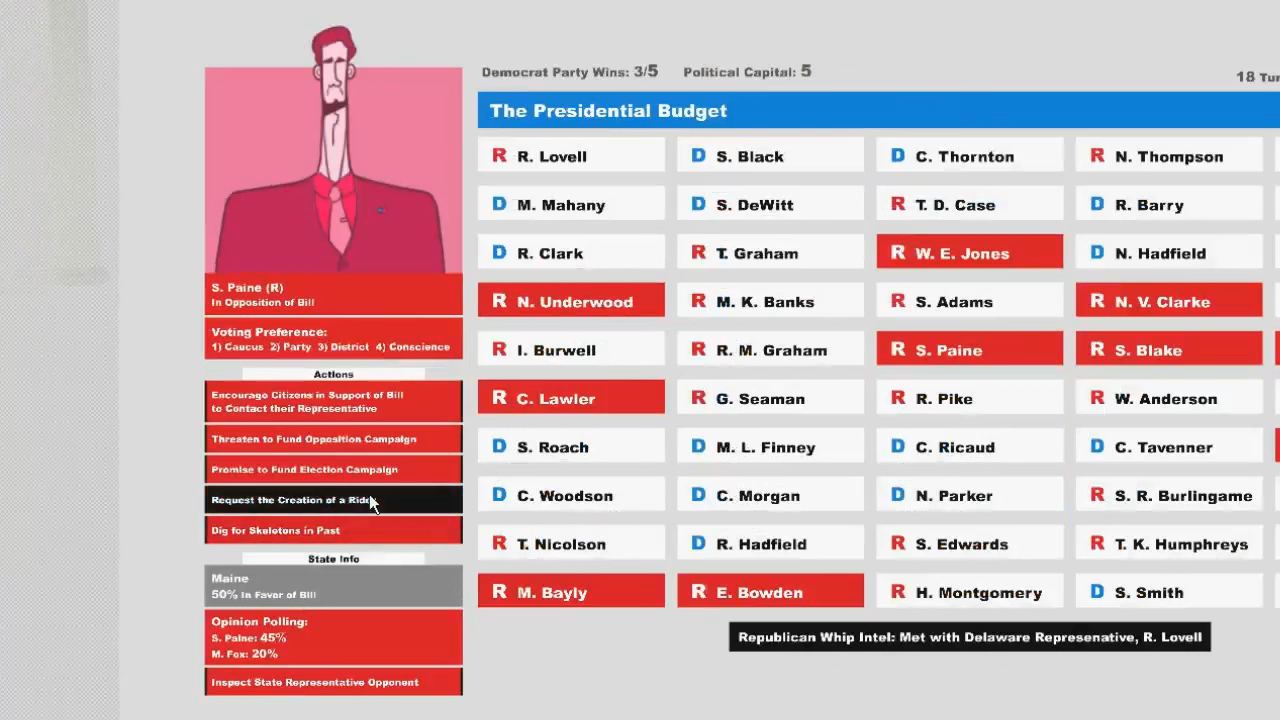 Democrat Party Wins: 3/5 Political Capital: 5
The Presidential Budget
R R. Lovell D S. Black D C. Thornton R N. Thompson
D M. Mahany D S. DeWitt R T. D. Case D R. Barry
D R. Clark R T. Graham R W. E. Jones D N. Hadfield
R N. Underwood R M. K. Banks R S. Adams R N. V. Clarke
R I. Burwell R R. M. Graham R S. Paine R S. Blake
R C. Lawler R G. Seaman R R. Pike R W. Anderson
D S. Roach D M. L. Finney D C. Ricaud D C. Tavenner
D C. Woodson D C. Morgan D N. Parker R S. R. Burlingame
R T. Nicolson D R. Hadfield R S. Edwards R T. K. Humphreys
R M. Bayly R E. Bowden R H. Montgomery D S. Smith
Republican Whip Intel: Met with Delaware Represenative, R. Lovell
S. Paine (R)
In Opposition of Bill
Voting Preference:
1) Caucus 2) Party 3) District 4) Conscience
Actions
Encourage Citizens in Support of Bill
to Contact their Representative
Threaten to Fund Opposition Campaign
Promise to Fund Election Campaign
Request the Creation of a
Dig for Skeletons in Past
State Info
Maine
50% In Favor of Bill
Opinion Polling:
S. Paine: 45%
M. Fox: 20%
Inspect State Representative Opponent
18